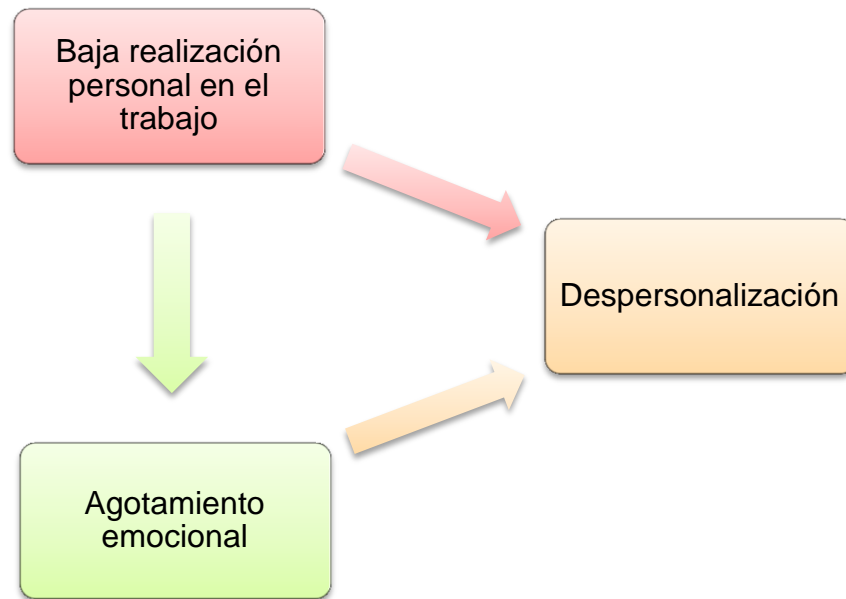 Baja realización
personal en el
trabajo
Despersonalización
Agotamiento
emocional